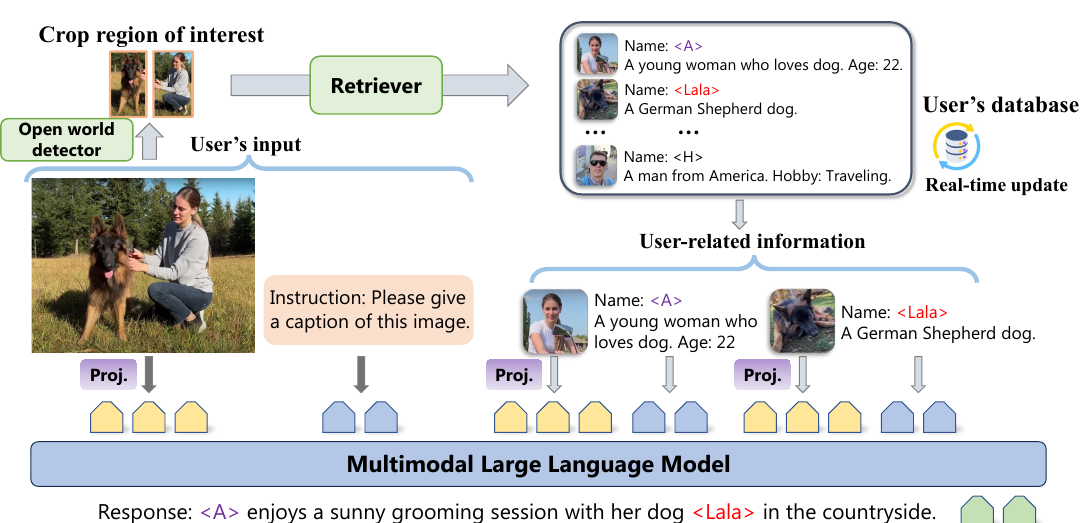 Crop region of interest
Open world
detector
User's input
Retriever
Name: <A>
A young woman who loves dog. Age: 22.
Name: <Lala>
A German Shepherd dog.
... ...
Name: <H>
A man from America. Hobby: Traveling.
User's database
Real-time update
User-related information
Instruction: Please give
a caption of this image.
Name: <A>
A young woman who
loves dog. Age: 22
Name: <Lala>
A German Shepherd dog.
Proj.
Proj.
Proj.
Multimodal Large Language Model
Response: <A> enjoys a sunny grooming session with her dog <Lala> in the countryside.